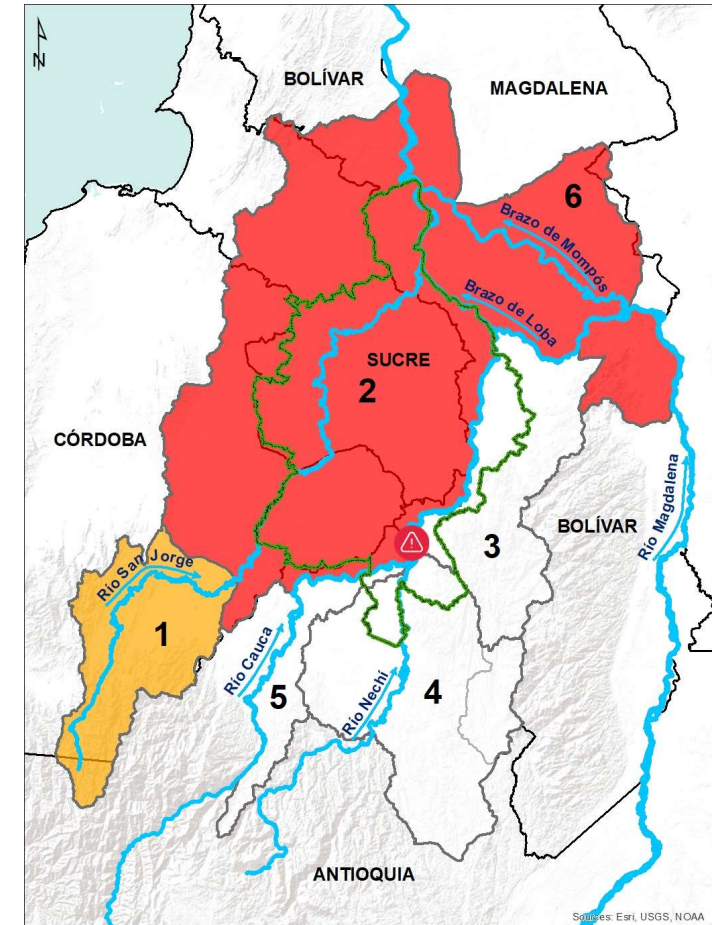 N
BOLÍVAR
MAGDALENA
6
Brazo de Mompós
Brazo de Loba
SUCRE
2
CÓRDOBA
BOLÍVAR
Río Magdalena
3
Río San Jorge
1
Río Cauca
5
Río Nechí
4
ANTIOQUIA
Sources: Esri, USGS, NOAA